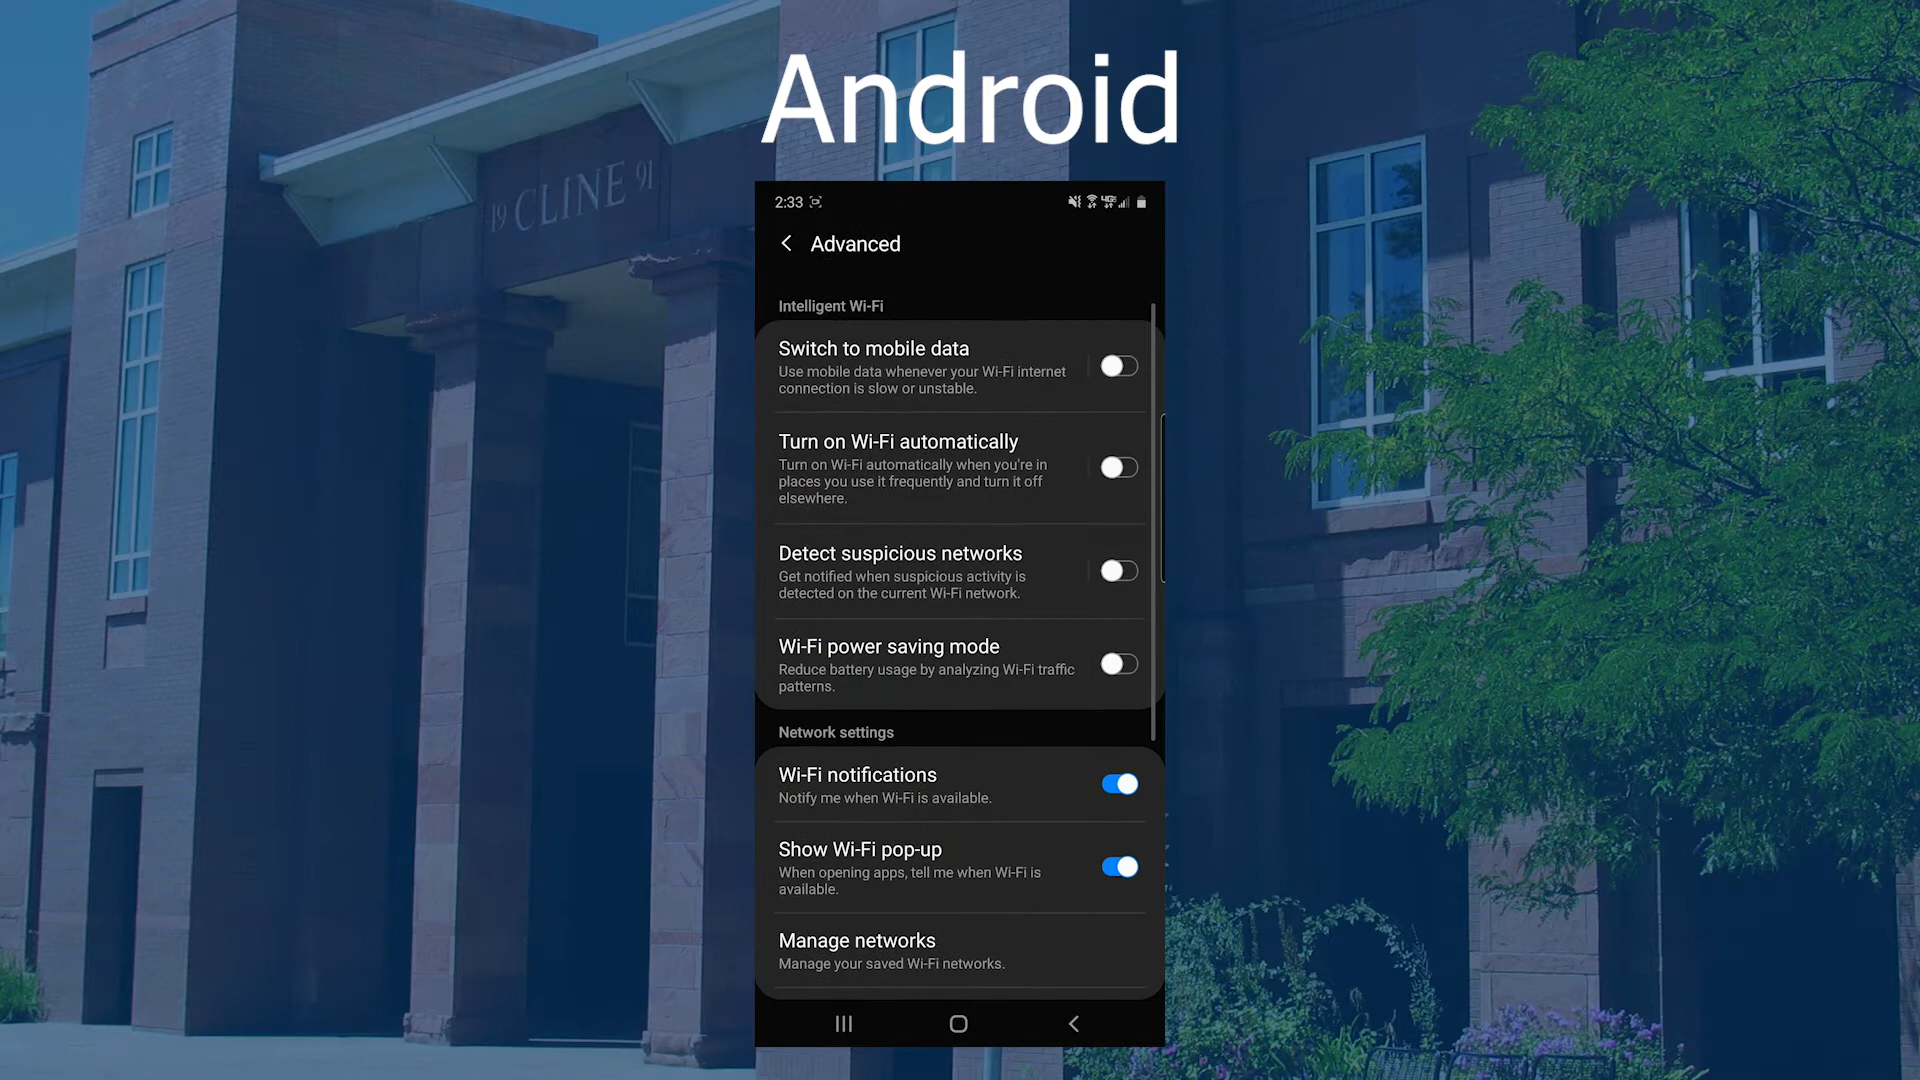 Android
19 CLINE 91
2:33
Advanced
Intelligent Wi-Fi
Switch to mobile data
Use mobile data whenever your Wi-Fi internet
connection is slow or unstable.
Turn on Wi-Fi automatically
Turn on Wi-Fi automatically when you're in
places you use it frequently and turn it off
elsewhere.
Detect suspicious networks
Get notified when suspicious activity is
detected on the current Wi-Fi network.
Wi-Fi power saving mode
Reduce battery usage by analyzing Wi-Fi traffic
patterns.
Network settings
Wi-Fi notifications
Notify me when Wi-Fi is available.
Show Wi-Fi pop-up
When opening apps, tell me when Wi-Fi is
available.
Manage networks
Manage your saved Wi-Fi networks.